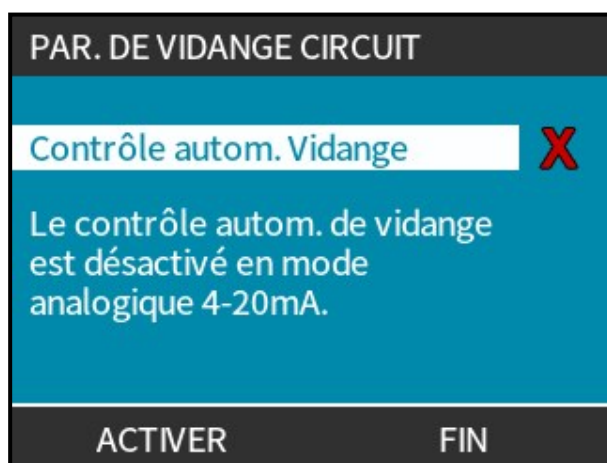 PAR. DE VIDANGE CIRCUIT
Contrôle autom. Vidange
Le contrôle autom. de vidange
est désactivé en mode
analogique 4-20mA.
ACTIVER FIN